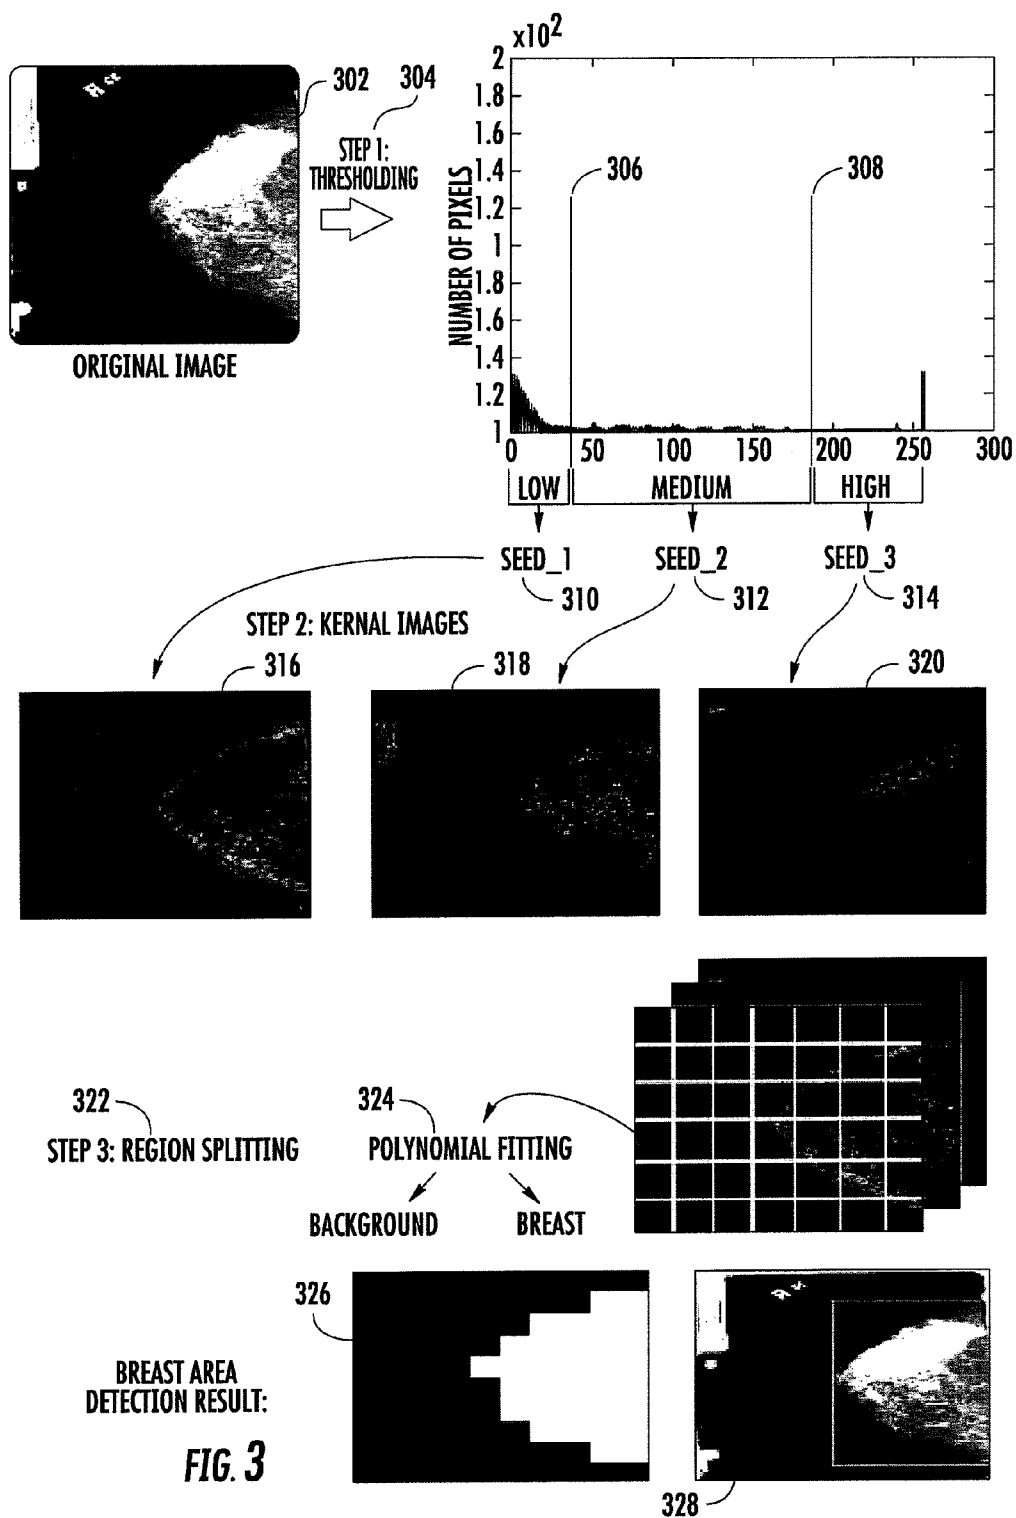 x10²
2
1.8
1.6
1.4
1.2
1
1.8
1.6
1.4
1.2
1
NUMBER OF PIXELS
0 50 100 150 200 250 300
302
304
STEP 1:
THRESHOLDING
306
308
ORIGINAL IMAGE
LOW MEDIUM HIGH
SEED_1 SEED_2 SEED_3
310 312 314
STEP 2: KERNAL IMAGES
316 318 320
322
STEP 3: REGION SPLITTING
324
POLYNOMIAL FITTING
BACKGROUND BREAST
326
BREAST AREA
DETECTION RESULT:
FIG. 3
328